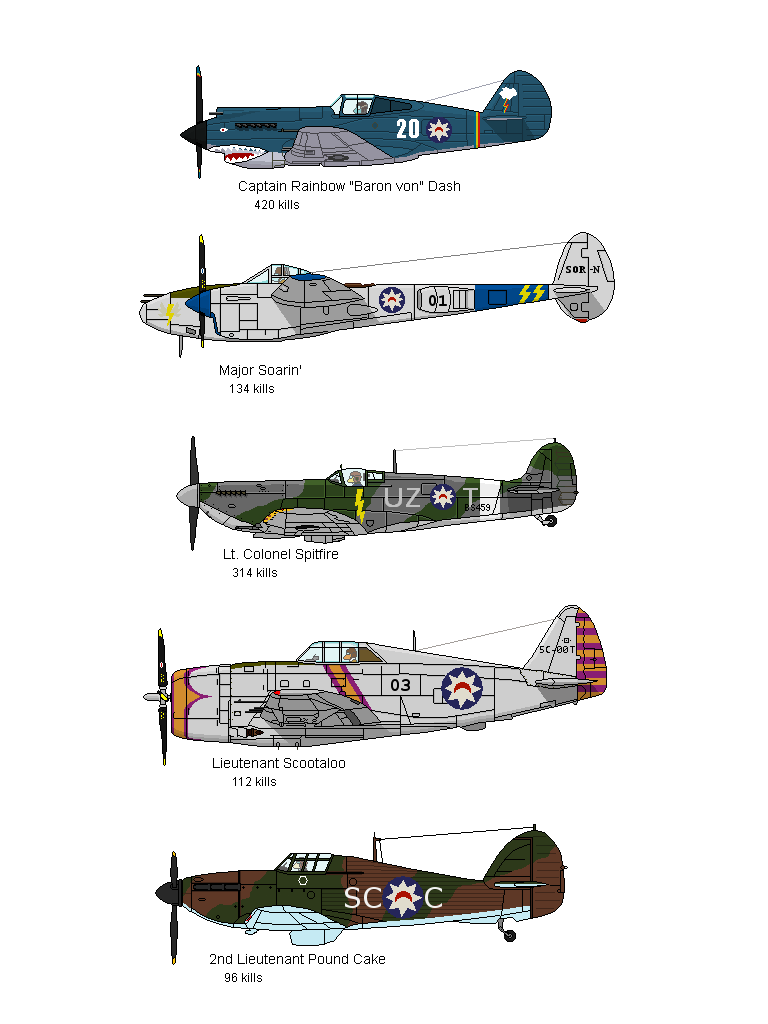 20
Captain Rainbow "Baron von" Dash
420 kills
SOR-N
01
Major Soarin'
134 kills
UZ T
BS459
Lt. Colonel Spitfire
314 kills
SC-00T
03
Lieutenant Scootaloo
112 kills
SC C
2nd Lieutenant Pound Cake
96 kills